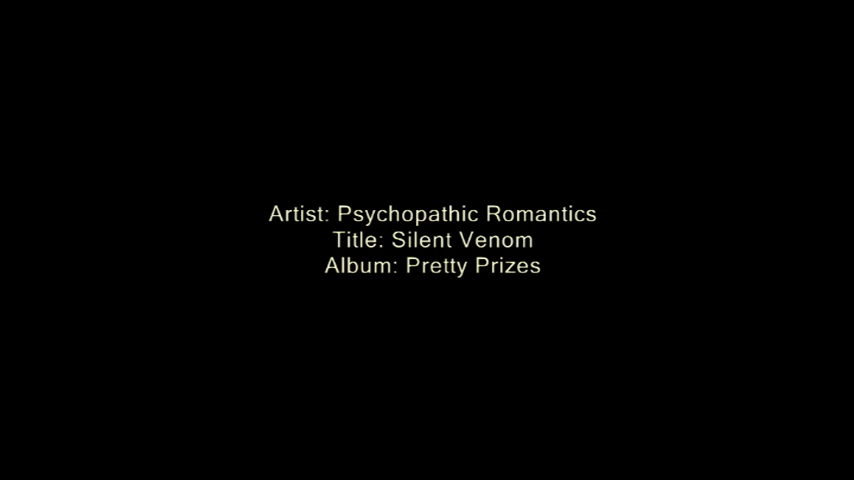 Artist: Psychopathic Romantics
Title: Silent Venom
Album: Pretty Prizes